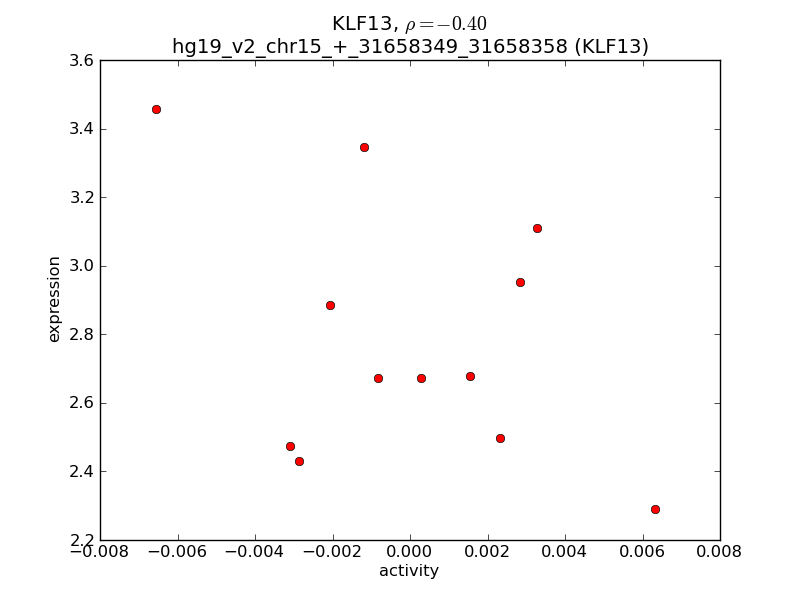 KLF13, ρ=−0.40
hg19_v2_chr15_+_31658349_31658358 (KLF13)
3.6
3.4
3.2
3.0
2.8
2.6
2.4
2.2
expression
−0.008 −0.006 −0.004 −0.002 0.000 0.002 0.004 0.006 0.008
activity